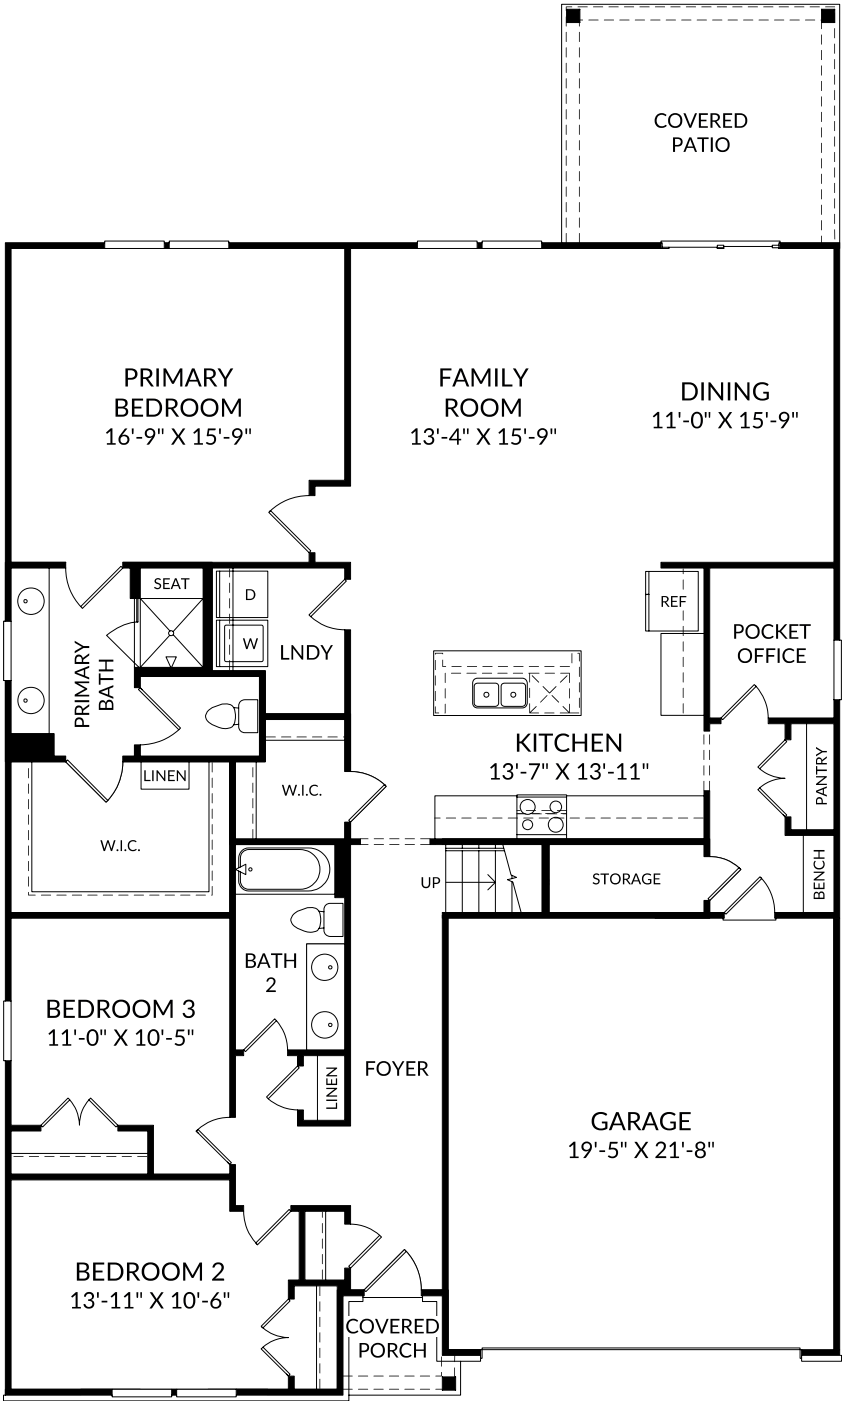 COVERED
PATIO
PRIMARY
BEDROOM
16'-9" X 15'-9"
FAMILY
ROOM
13'-4" X 15'-9"
DINING
11'-0" X 15'-9"
SEAT
D
W
LNDY
PRIMARY
BATH
REF
POCKET
OFFICE
KITCHEN
13'-7" X 13'-11"
LINEN
W.I.C.
W.I.C.
PANTRY
UP
STORAGE
BENCH
BATH
2
BEDROOM 3
11'-0" X 10'-5"
LINEN
FOYER
GARAGE
19'-5" X 21'-8"
BEDROOM 2
13'-11" X 10'-6"
COVERED
PORCH